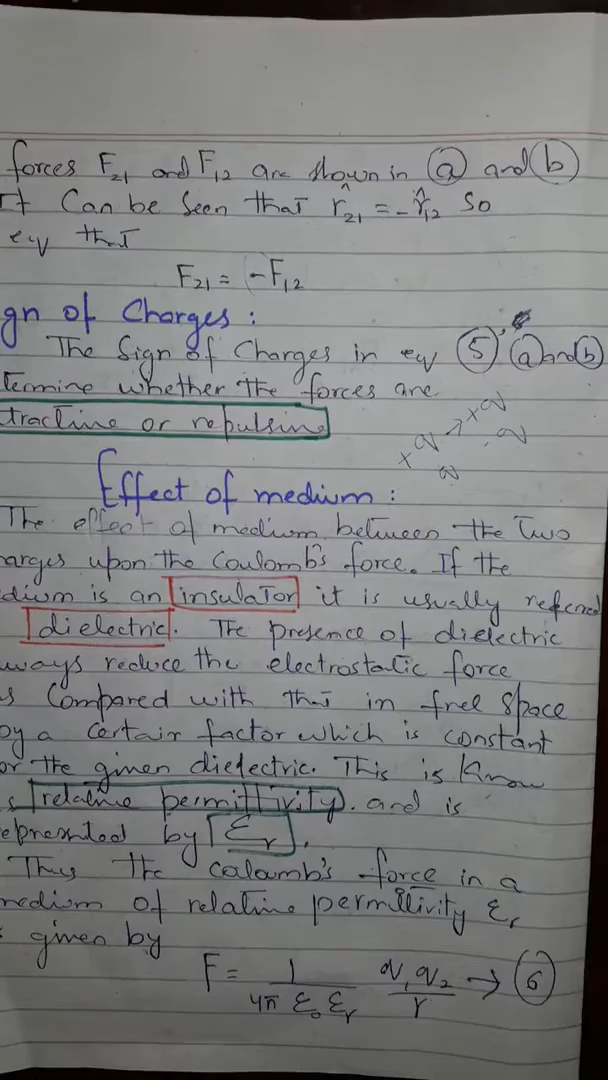 forces F₂₁ and F₁₂ are shown in ⓐ and ⓑ
It Can be Seen that r̂₂₁ = -r̂₁₂ So
eq that
F₂₁ = -F₁₂
gn of Charges :
The Sign of Charges in eq ⑤, ⓐ and ⓑ
termine whether the forces are
tractive or repulsive
x q → x q
q q
Effect of medium :
The effect of medium between the two
harges upon the Coulomb's force. If the
dium is an insulator it is usually referred
dielectric. The presence of dielectric
ways reduce the electrostatic force
s Compared with that in free Space
by a certain factor which is constant
or the given dielectric. This is Know
s relative permittivity. and is
epresented by εᵣ.
Thus the calamb's force in a
medium of relative permittivity εᵣ
s given by
F = 1/(4π ε₀ εᵣ) q₁ q₂/r → ⑥